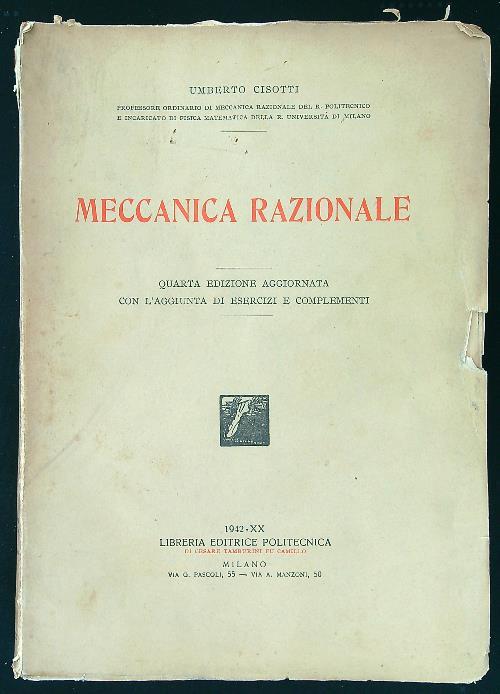 UMBERTO CISOTTI
PROFESSORE ORDINARIO DI MECCANICA RAZIONALE DEL R. POLITECNICO
E INCARICATO DI FISICA MATEMATICA DELLA R. UNIVERSITÀ DI MILANO
MECCANICA RAZIONALE
QUARTA EDIZIONE AGGIORNATA
CON L'AGGIUNTA DI ESERCIZI E COMPLEMENTI
1942-XX
LIBRERIA EDITRICE POLITECNICA
DI CESARE TAMBURINI FU CAMILLO
MILANO
VIA G. PASCOLI, 55 — VIA A. MANZONI, 50